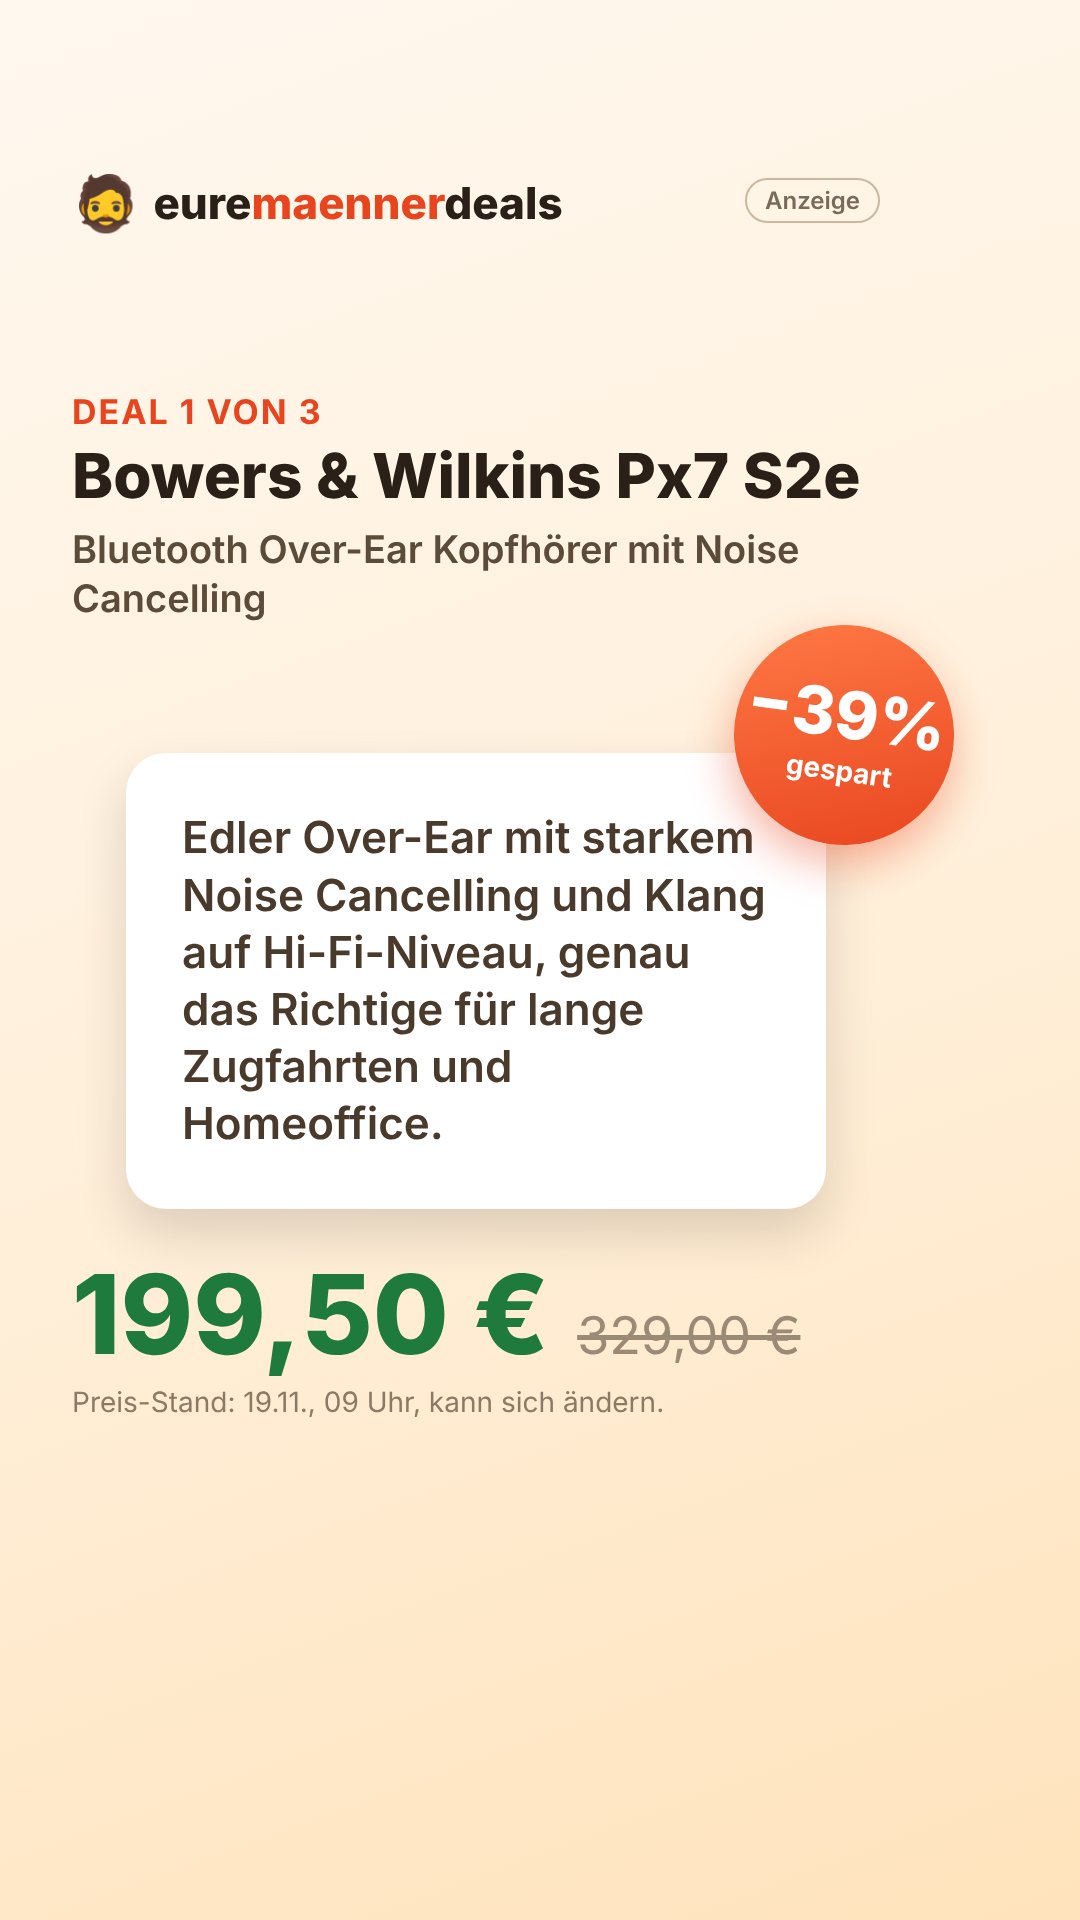 euremaennerdeals
Anzeige
DEAL 1 VON 3
Bowers & Wilkins Px7 S2e
Bluetooth Over-Ear Kopfhörer mit Noise
Cancelling
−39%
gespart
Edler Over-Ear mit starkem
Noise Cancelling und Klang
auf Hi-Fi-Niveau, genau
das Richtige für lange
Zugfahrten und
Homeoffice.
199,50 € 329,00 €
Preis-Stand: 19.11., 09 Uhr, kann sich ändern.